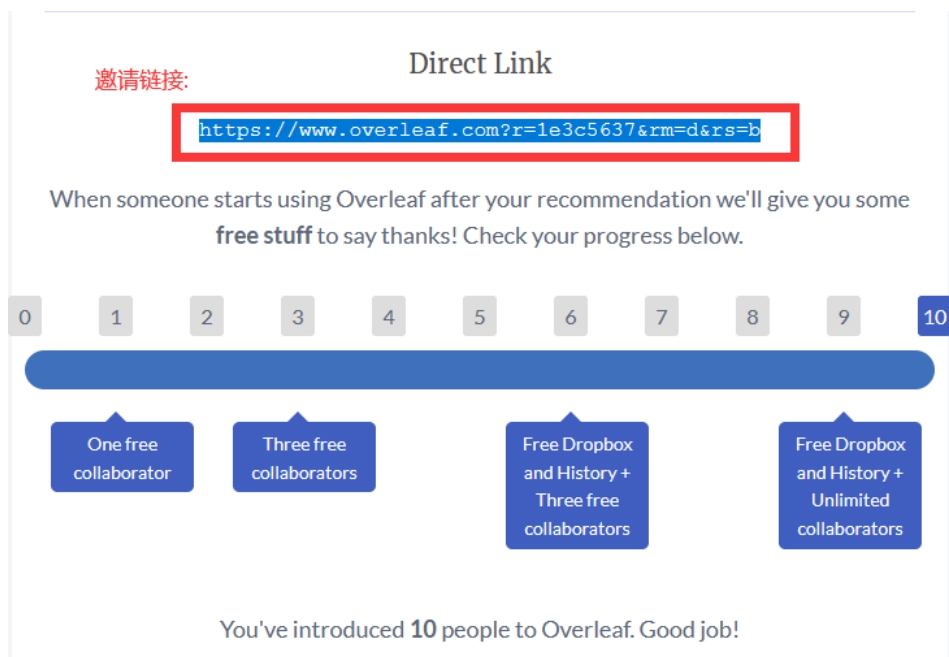 Direct Link
邀请链接:
https://www.overleaf.com?r=1e3c5637&rm=d&rs=b
When someone starts using Overleaf after your recommendation we'll give you some
free stuff to say thanks! Check your progress below.
0 1 2 3 4 5 6 7 8 9 10
One free
collaborator
Three free
collaborators
Free Dropbox
and History +
Three free
collaborators
Free Dropbox
and History +
Unlimited
collaborators
You've introduced 10 people to Overleaf. Good job!